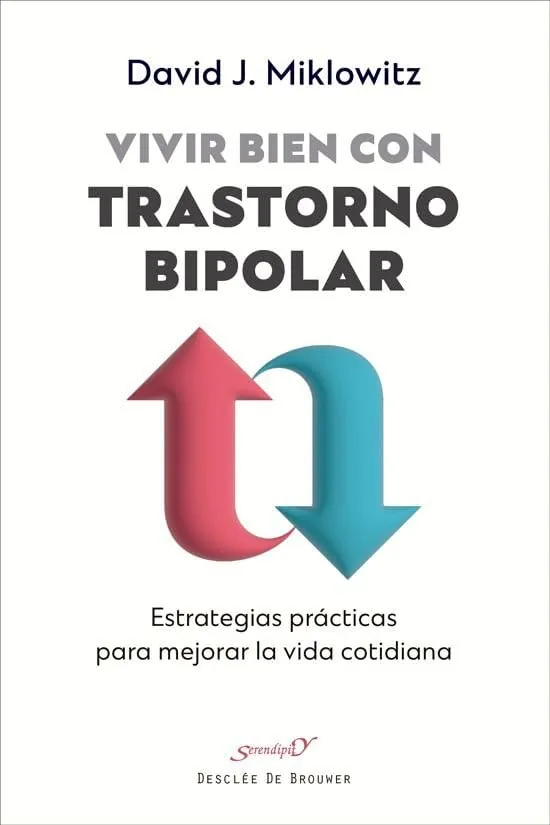 David J. Miklowitz
VIVIR BIEN CON
TRASTORNO
BIPOLAR
Estrategias prácticas
para mejorar la vida cotidiana
Serendipity
DESCLÉE DE BROUWER